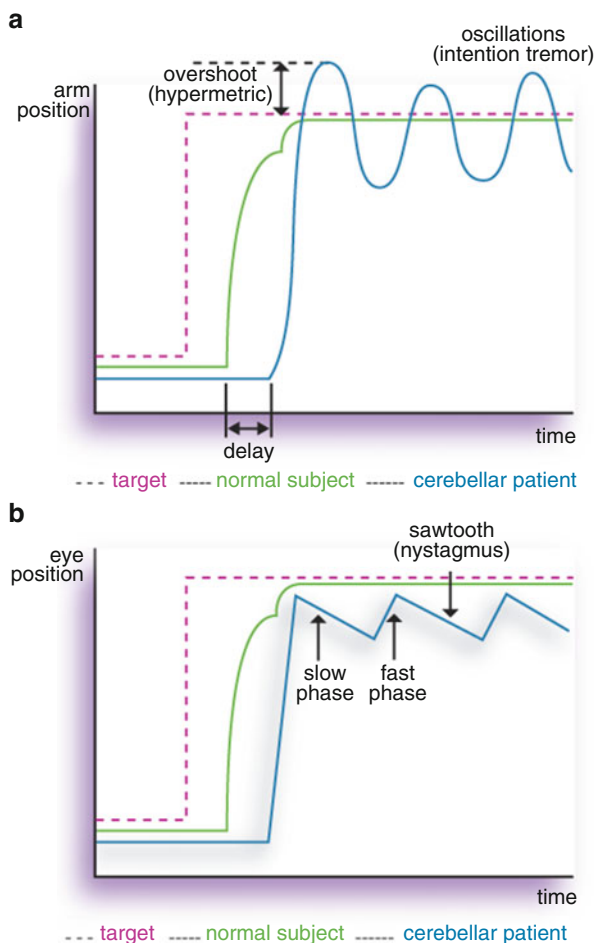 a
oscillations
(intention tremor)
overshoot
(hypermetric)
arm
position
time
delay
--- target ----- normal subject ----- cerebellar patient
b
sawtooth
(nystagmus)
eye
position
slow
phase
fast
phase
time
--- target ----- normal subject ----- cerebellar patient